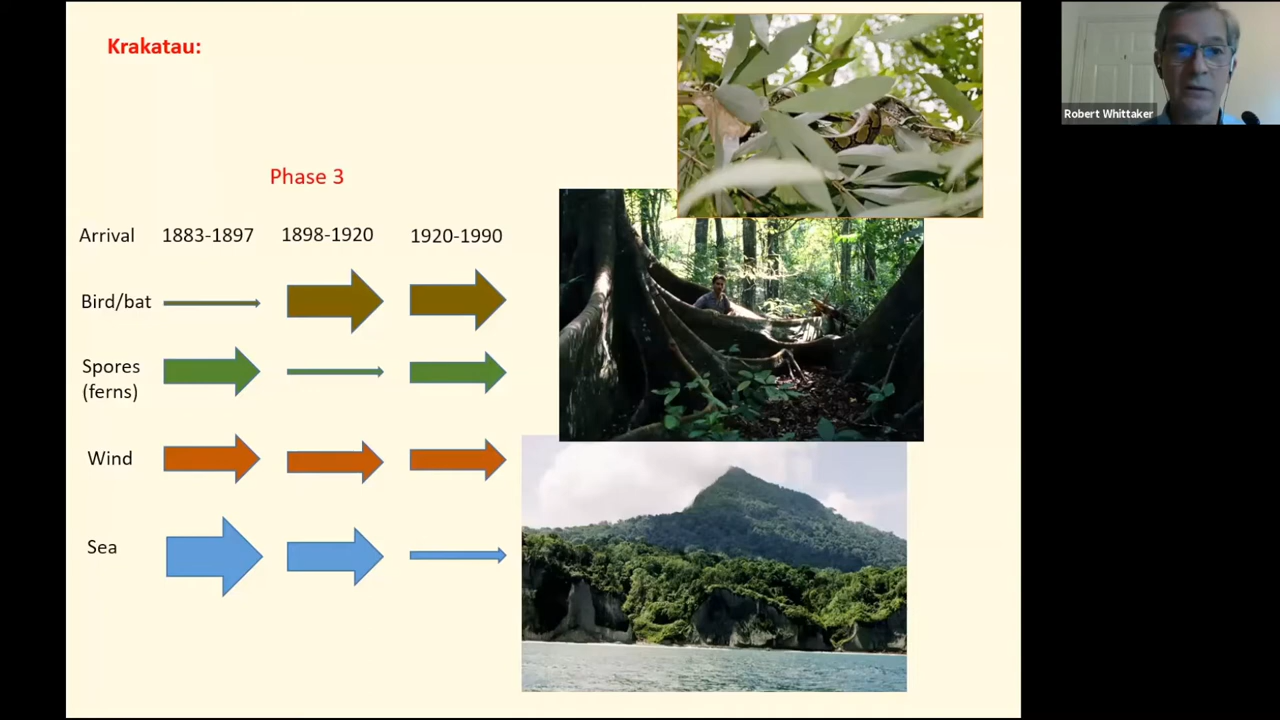 Krakatau:
Phase 3
Arrival 1883-1897 1898-1920 1920-1990
Bird/bat
Spores
(ferns)
Wind
Sea
Robert Whittaker